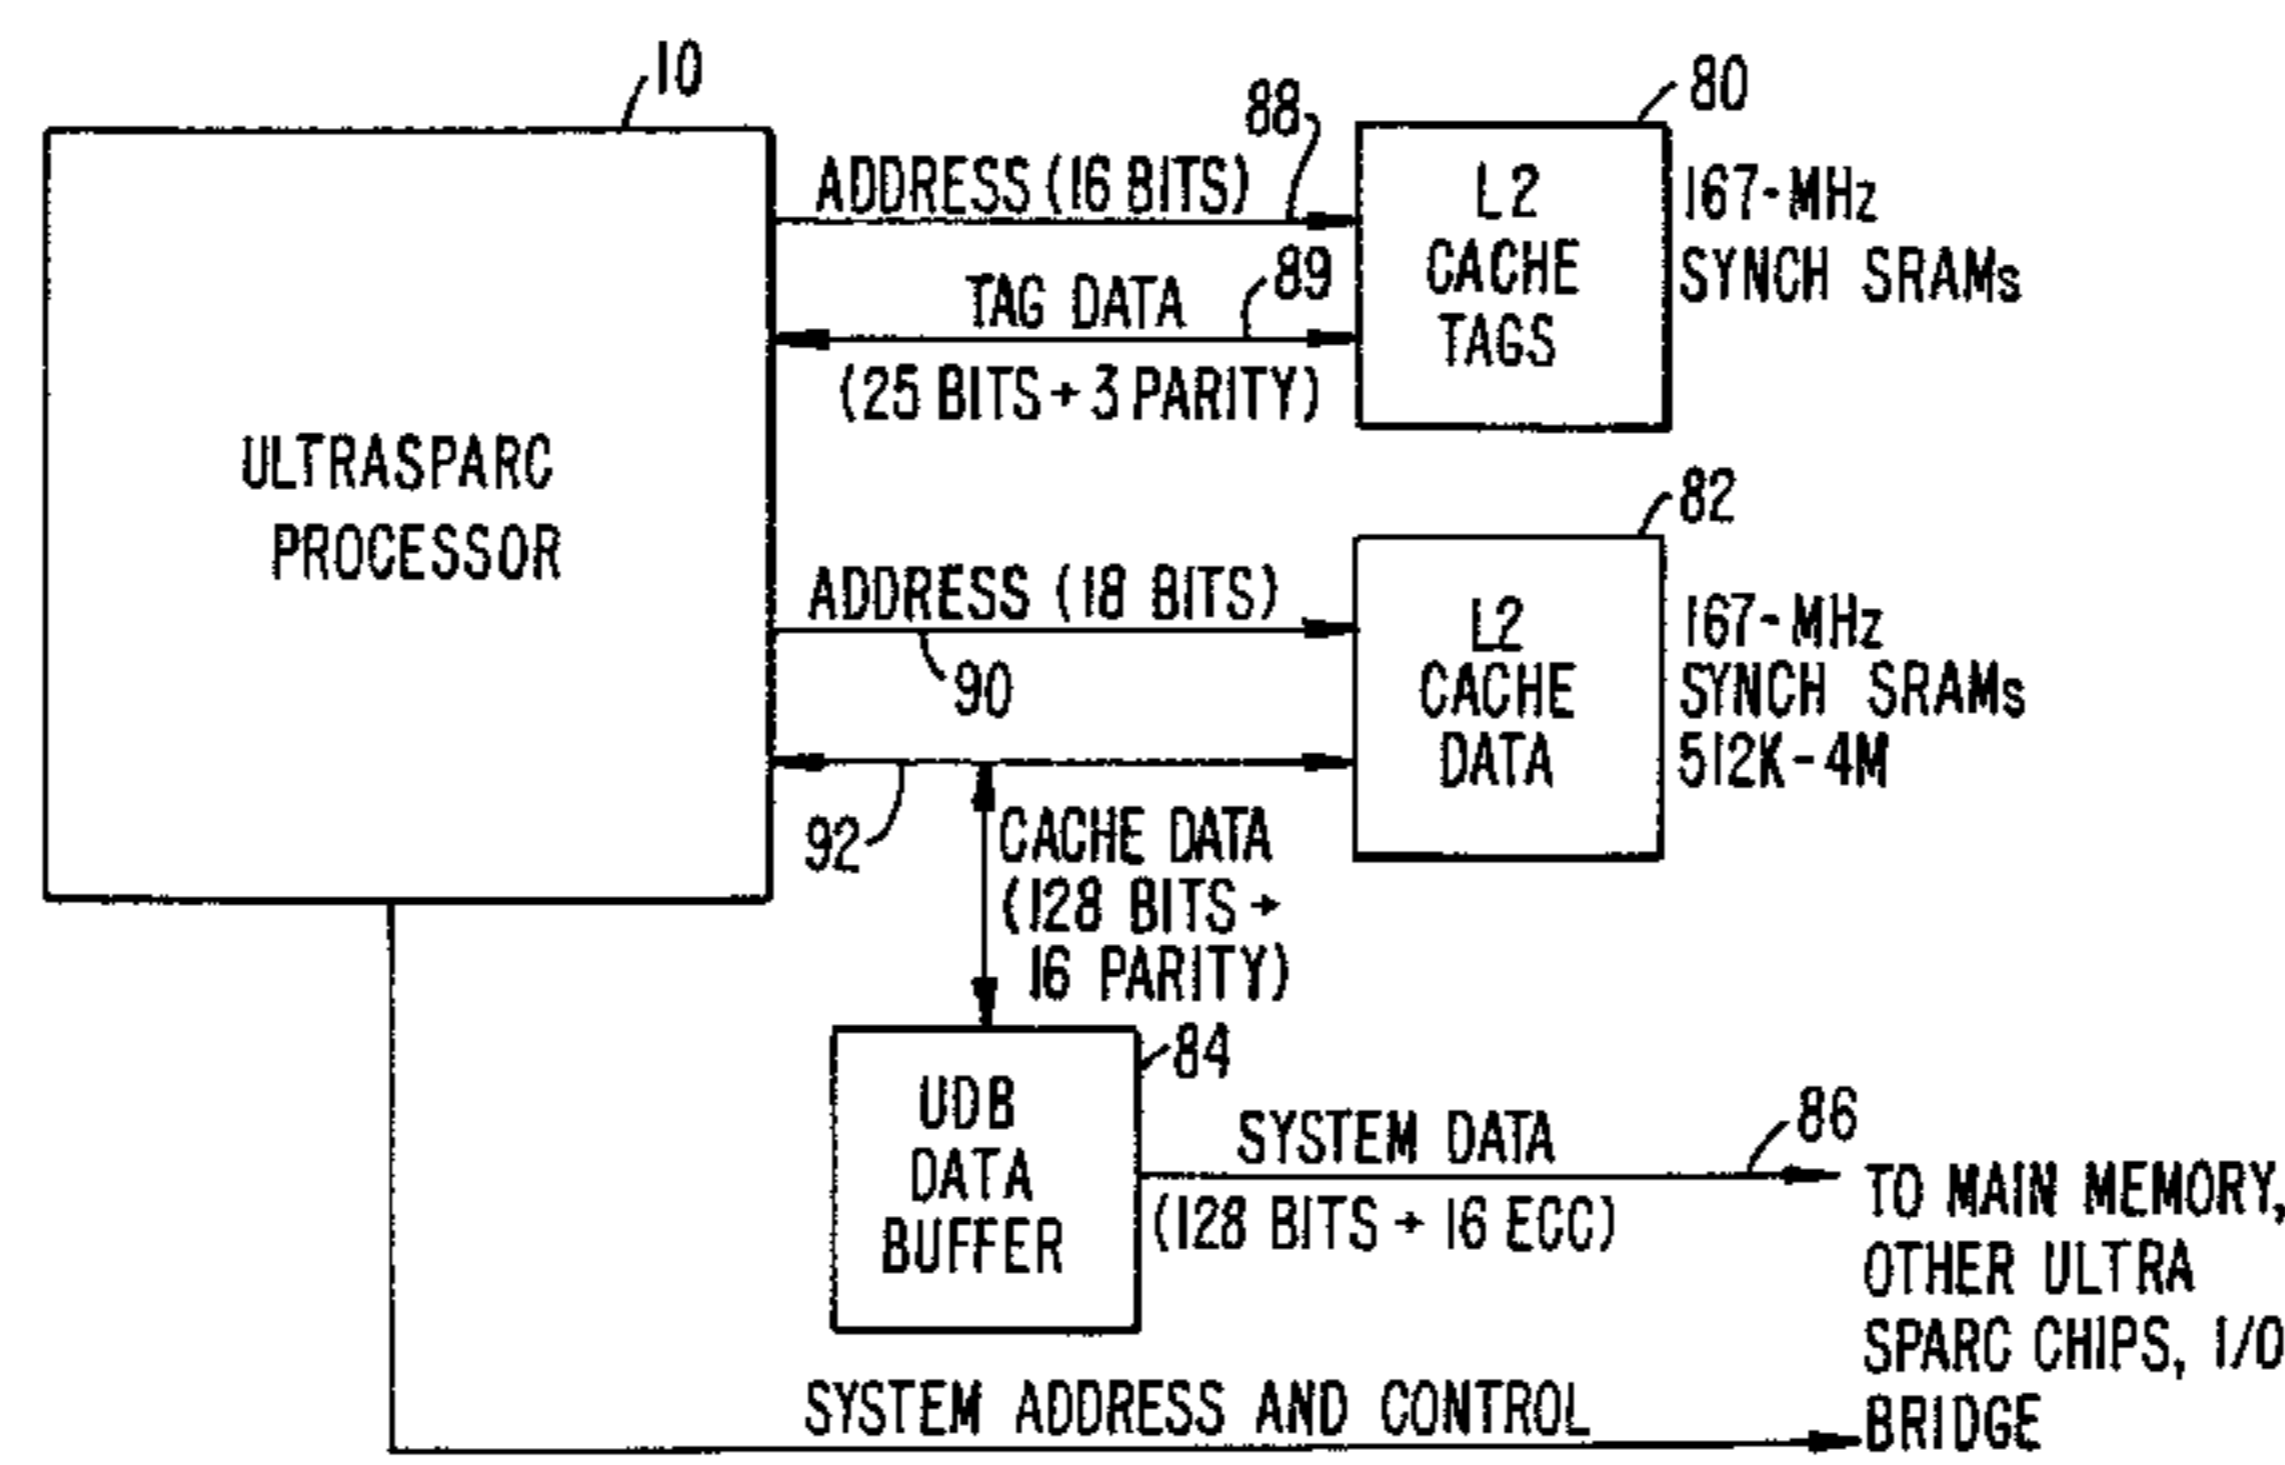 10
ULTRASPARC
PROCESSOR
88
ADDRESS (16 BITS)
89
TAG DATA
(25 BITS + 3 PARITY)
80
L2
CACHE
TAGS
167-MHz
SYNCH SRAMs
ADDRESS (18 BITS)
90
92
82
L2
CACHE
DATA
167-MHz
SYNCH SRAMs
512K-4M
CACHE DATA
(128 BITS +
16 PARITY)
84
UDB
DATA
BUFFER
SYSTEM DATA
86
(128 BITS + 16 ECC)
TO MAIN MEMORY,
OTHER ULTRA
SPARC CHIPS, I/O
BRIDGE
SYSTEM ADDRESS AND CONTROL